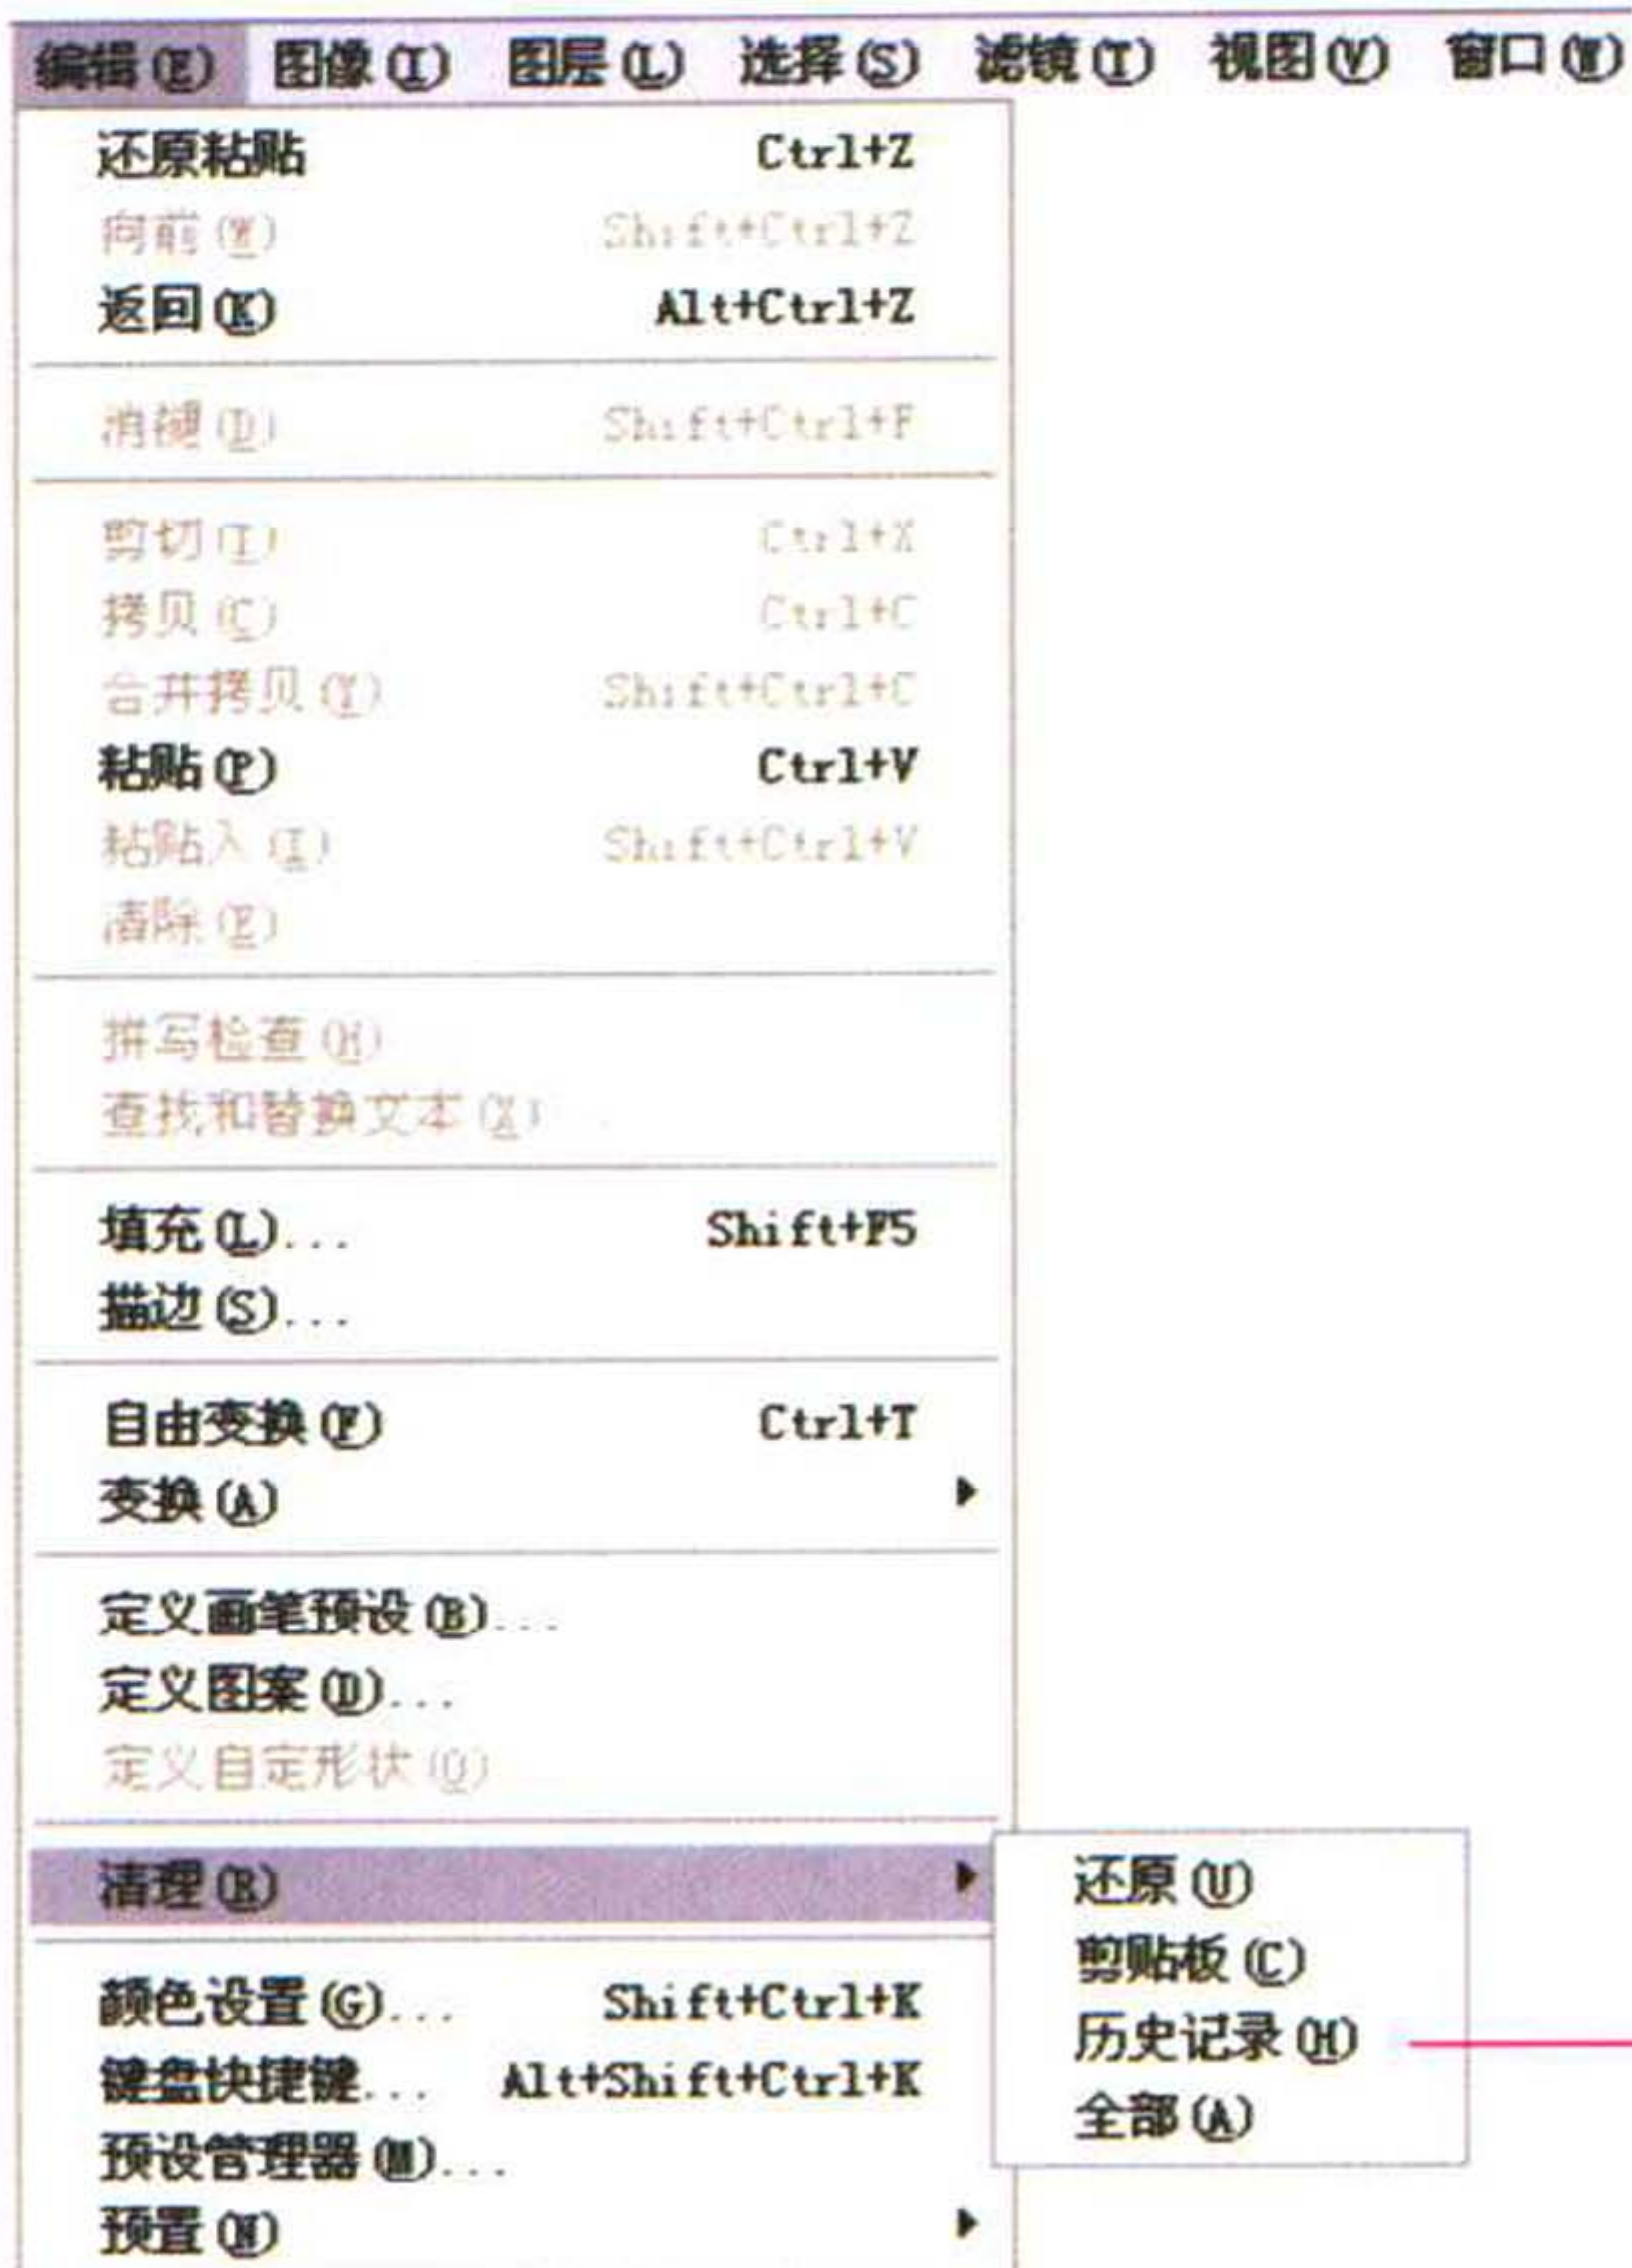 编辑(E) 图像(I) 图层(L) 选择(S) 滤镜(T) 视图(V) 窗口(W)
还原粘贴 Ctrl+Z
向前(W) Shift+Ctrl+Z
返回(K) Alt+Ctrl+Z
消褪(D) Shift+Ctrl+F
剪切(T) Ctrl+X
拷贝(C) Ctrl+C
合并拷贝(Y) Shift+Ctrl+C
粘贴(P) Ctrl+V
粘贴入(I) Shift+Ctrl+V
清除(E)
拼写检查(H)
查找和替换文本(X)
填充(L)... Shift+F5
描边(S)...
自由变换(F) Ctrl+T
变换(A)
定义画笔预设(B)...
定义图案(D)...
定义自定形状(O)
清理(R)
还原(U)
剪贴板(C)
历史记录(H)
全部(A)
颜色设置(G)... Shift+Ctrl+K
键盘快捷键... Alt+Shift+Ctrl+K
预设管理器(M)...
预置(N)